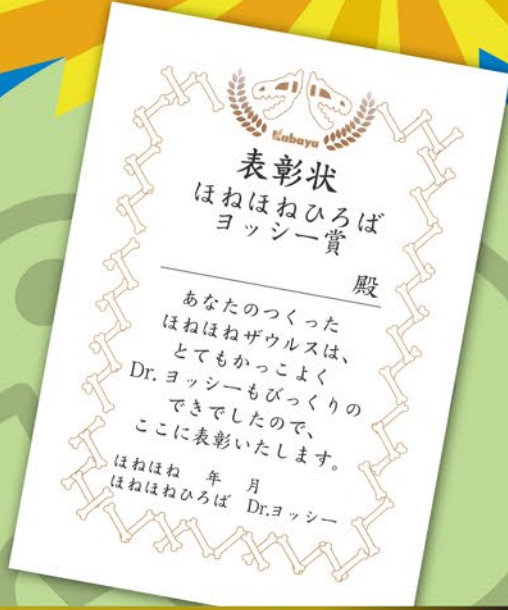 Kabaya
表彰状
ほねほねひろば
ヨッシー賞
殿
あなたのつくった
ほねほねザウルスは、
とてもかっこよく
Dr. ヨッシーもびっくりの
できでしたので、
ここに表彰いたします。
ほねほね 年 月
ほねほねひろば Dr.ヨッシー